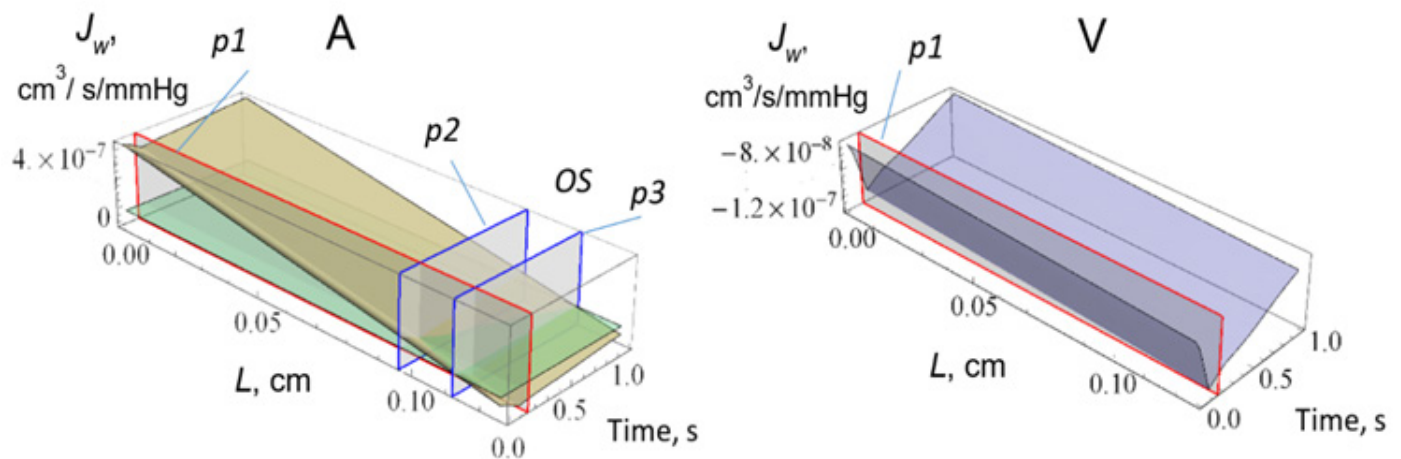 A
J_w,
cm³/ s/mmHg
p1
p2
OS
p3
4.×10⁻⁷
0
0.00
0.05
0.10
L, cm
0.0
0.5
1.0
Time, s
V
J_w,
cm³/s/mmHg
p1
−8.×10⁻⁸
−1.2×10⁻⁷
0.00
0.05
0.10
L, cm
0.0
0.5
1.0
Time, s